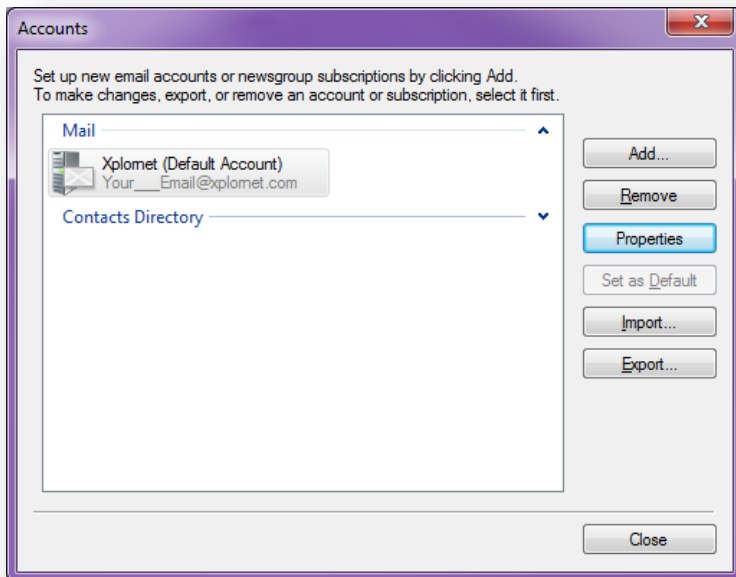 Accounts
Set up new email accounts or newsgroup subscriptions by clicking Add.
To make changes, export, or remove an account or subscription, select it first.
Mail
Xplornet (Default Account)
Your___Email@xplornet.com
Contacts Directory
Add...
Remove
Properties
Set as Default
Import...
Export...
Close